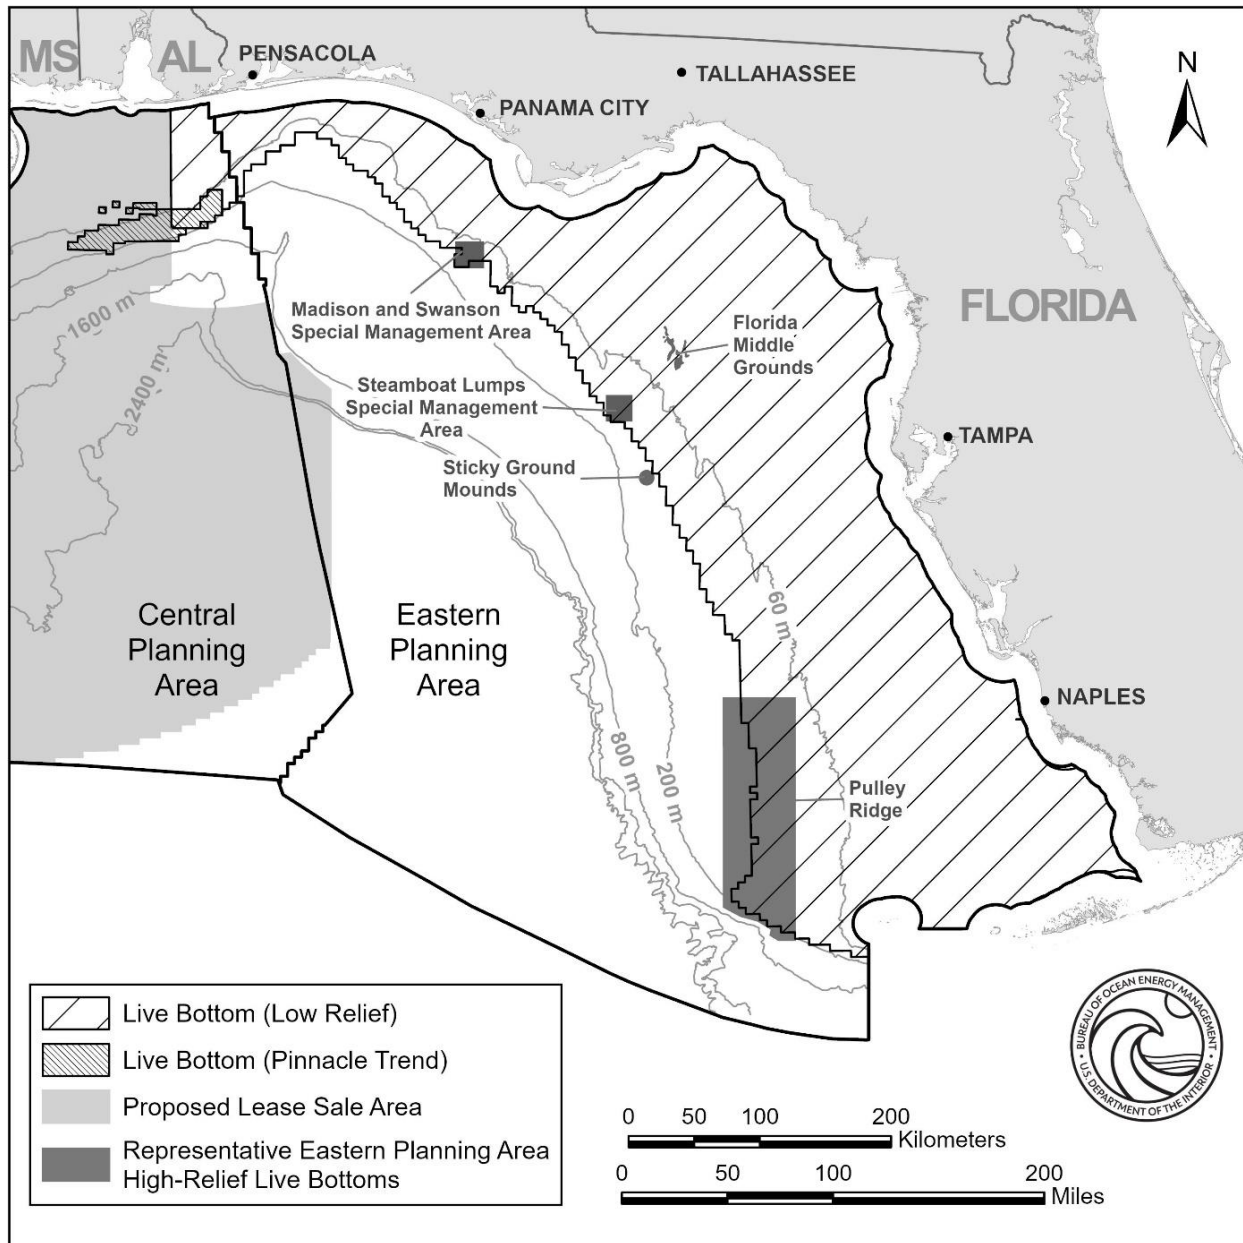 MS
AL
PENSACOLA
TALLAHASSEE
PANAMA CITY
N
1600 m
2400 m
Madison and Swanson
Special Management Area
Florida
Middle
Grounds
FLORIDA
Steamboat Lumps
Special Management
Area
TAMPA
Sticky Ground
Mounds
60 m
Central
Planning
Area
Eastern
Planning
Area
NAPLES
800 m
200 m
Pulley
Ridge
Live Bottom (Low Relief)
Live Bottom (Pinnacle Trend)
Proposed Lease Sale Area
Representative Eastern Planning Area
High-Relief Live Bottoms
0 50 100 200
Kilometers
0 50 100 200
Miles
BUREAU OF OCEAN ENERGY MANAGEMENT
U.S. DEPARTMENT OF THE INTERIOR